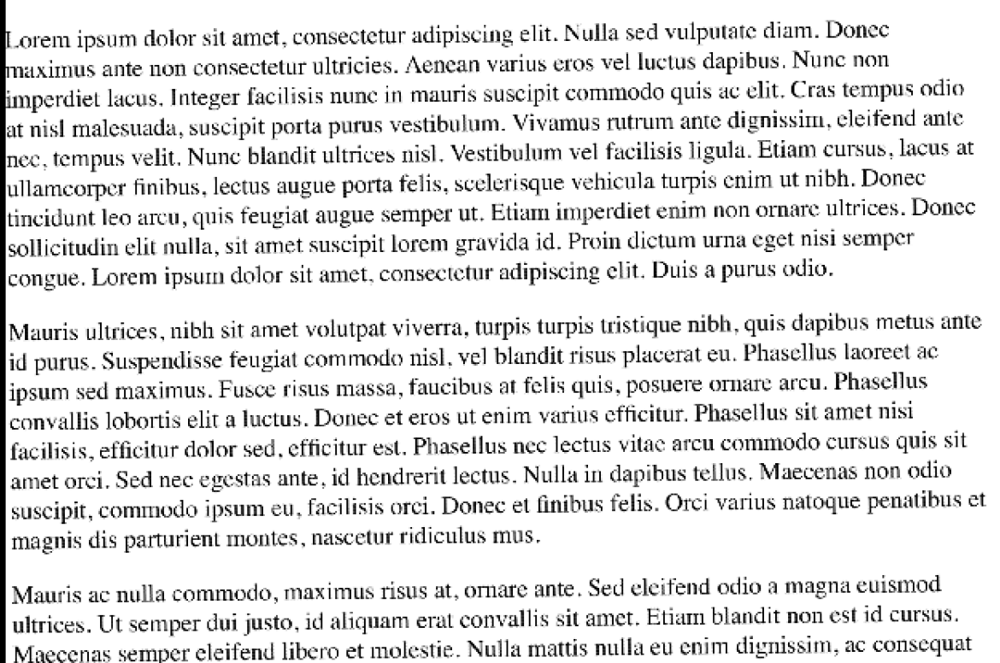 Lorem ipsum dolor sit amet, consectetur adipiscing elit. Nulla sed vulputate diam. Donec
maximus ante non consectetur ultricies. Aenean varius eros vel luctus dapibus. Nunc non
imperdiet lacus. Integer facilisis nunc in mauris suscipit commodo quis ac elit. Cras tempus odio
at nisl malesuada, suscipit porta purus vestibulum. Vivamus rutrum ante dignissim, eleifend ante
nec, tempus velit. Nunc blandit ultrices nisl. Vestibulum vel facilisis ligula. Etiam cursus, lacus at
ullamcorper finibus, lectus augue porta felis, scelerisque vehicula turpis enim ut nibh. Donec
tincidunt leo arcu, quis feugiat augue semper ut. Etiam imperdiet enim non ornare ultrices. Donec
sollicitudin elit nulla, sit amet suscipit lorem gravida id. Proin dictum urna eget nisi semper
congue. Lorem ipsum dolor sit amet, consectetur adipiscing elit. Duis a purus odio.

Mauris ultrices, nibh sit amet volutpat viverra, turpis turpis tristique nibh, quis dapibus metus ante
id purus. Suspendisse feugiat commodo nisl, vel blandit risus placerat eu. Phasellus laoreet ac
ipsum sed maximus. Fusce risus massa, faucibus at felis quis, posuere ornare arcu. Phasellus
convallis lobortis elit a luctus. Donec et eros ut enim varius efficitur. Phasellus sit amet nisi
facilisis, efficitur dolor sed, efficitur est. Phasellus nec lectus vitae arcu commodo cursus quis sit
amet orci. Sed nec egestas ante, id hendrerit lectus. Nulla in dapibus tellus. Maecenas non odio
suscipit, commodo ipsum eu, facilisis orci. Donec et finibus felis. Orci varius natoque penatibus et
magnis dis parturient montes, nascetur ridiculus mus.

Mauris ac nulla commodo, maximus risus at, ornare ante. Sed eleifend odio a magna euismod
ultrices. Ut semper dui justo, id aliquam erat convallis sit amet. Etiam blandit non est id cursus.
Maecenas semper eleifend libero et molestie. Nulla mattis nulla eu enim dignissim, ac consequat